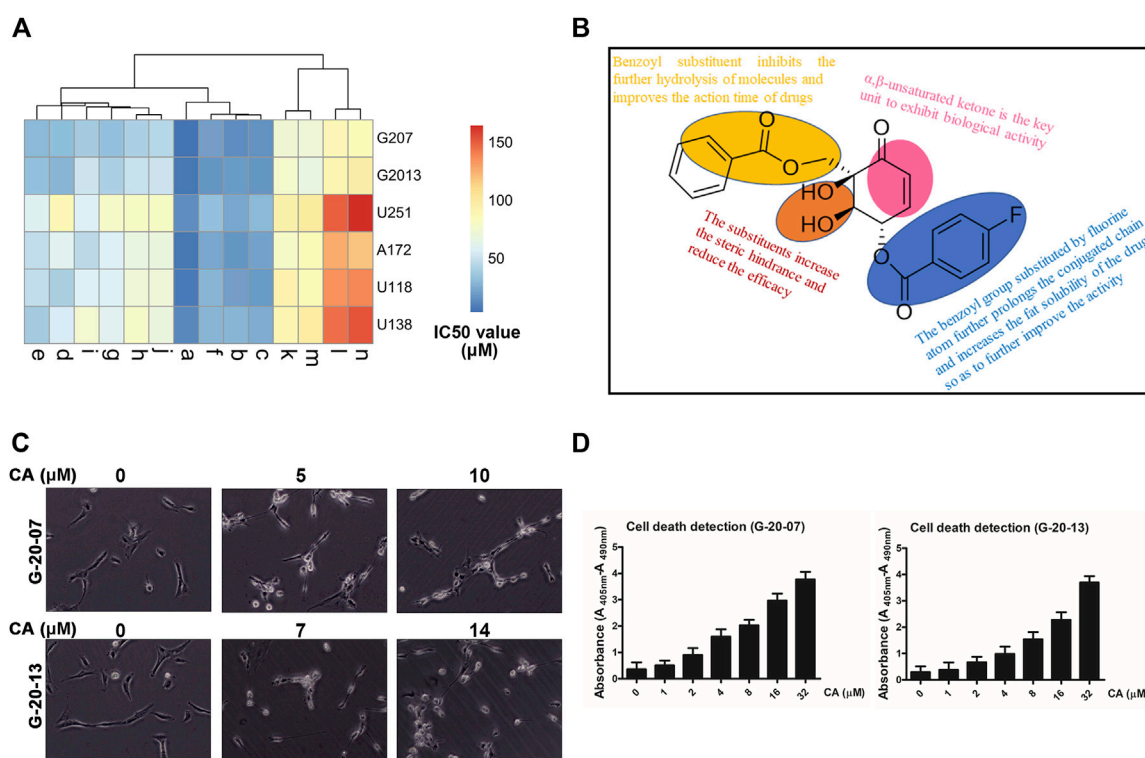 A
G207
G2013
U251
A172
U118
U138
e d i g h j a f b c k m l n
150
100
50
IC50 value
(μM)
B
Benzoyl substituent inhibits the
further hydrolysis of molecules and
improves the action time of drugs
α,β-unsaturated ketone is the key
unit to exhibit biological activity
O
O
O
HO
HO
F
O
O
The substituents increase
the steric hindrance and
reduce the efficacy
The benzoyl group substituted by fluorine
atom further prolongs the conjugated chain
and increases the fat solubility of the drug
so as to further improve the activity
C
CA (μM) 0 5 10
G-20-07
CA (μM) 0 7 14
G-20-13
D
Cell death detection (G-20-07)
Absorbance (A 405nm-A 490nm)
5
4
3
2
1
0
0 1 2 4 8 16 32 CA (μM)
Cell death detection (G-20-13)
Absorbance (A 405nm-A 490nm)
5
4
3
2
1
0
0 1 2 4 8 16 32 CA (μM